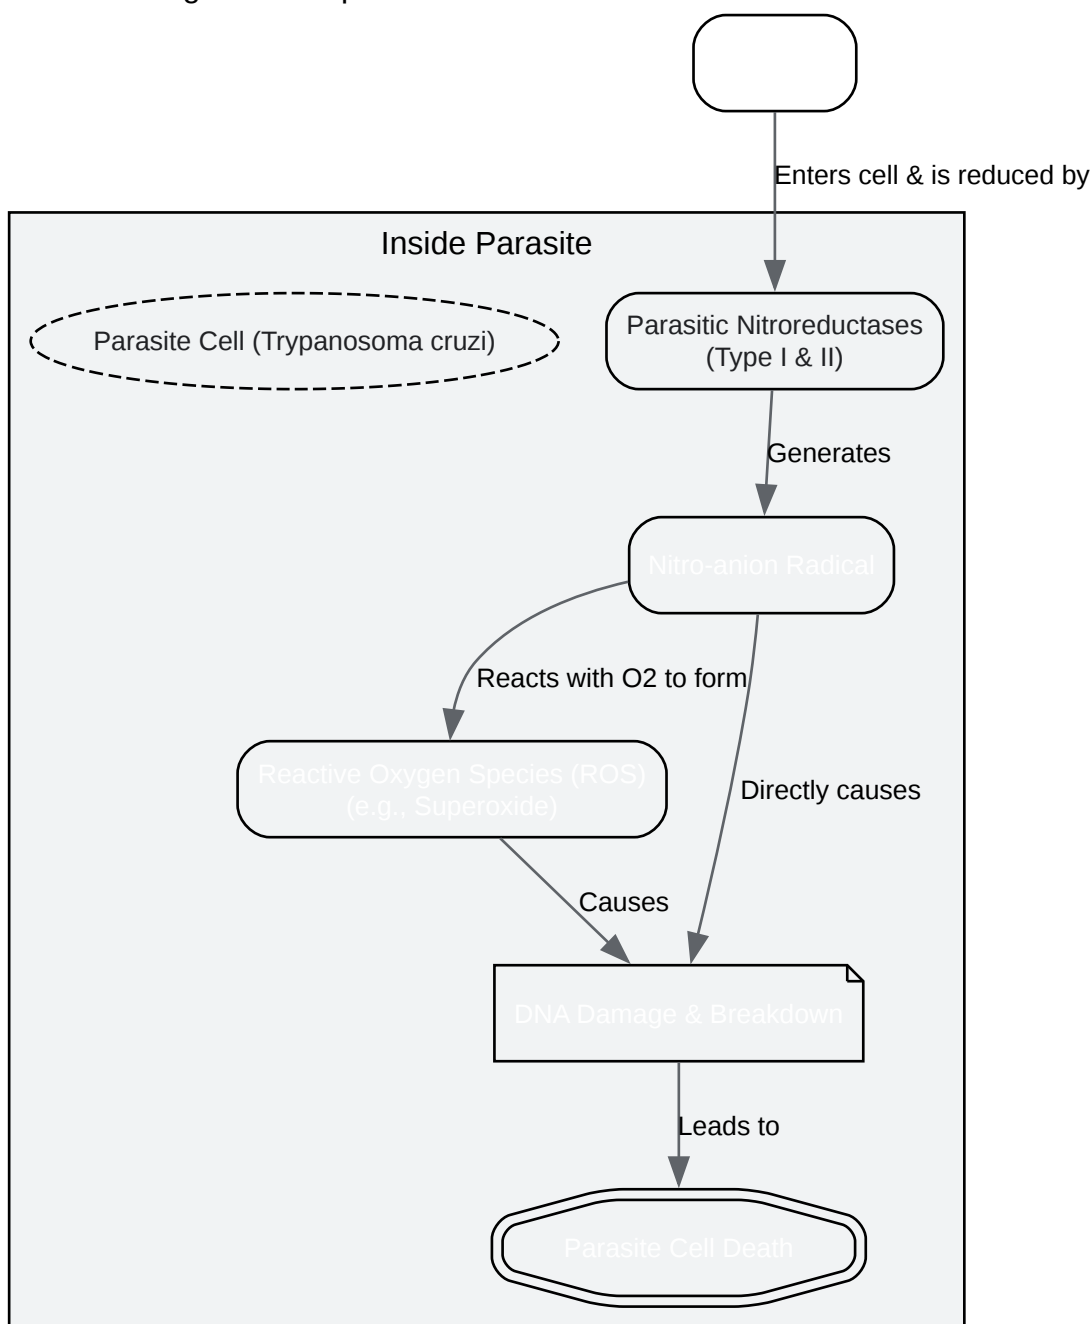 Enters cell & is reduced by
Inside Parasite
Parasite Cell (Trypanosoma cruzi)
Parasitic Nitroreductases
(Type I & II)
Generates
Nitro-anion Radical
Reacts with O2 to form
Reactive Oxygen Species (ROS)
(e.g., Superoxide)
Directly causes
Causes
DNA Damage & Breakdown
Leads to
Parasite Cell Death